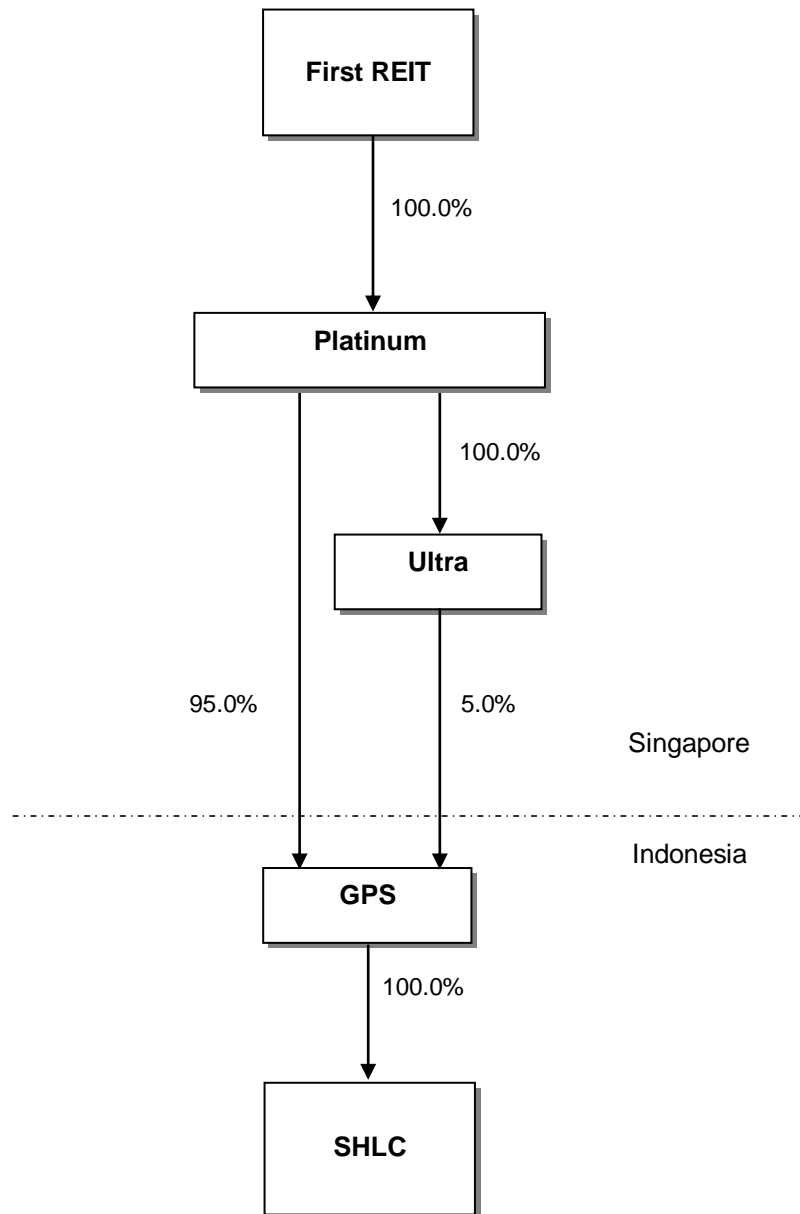 First REIT
100.0%
Platinum
100.0%
Ultra
95.0%
5.0%
Singapore
Indonesia
GPS
100.0%
SHLC